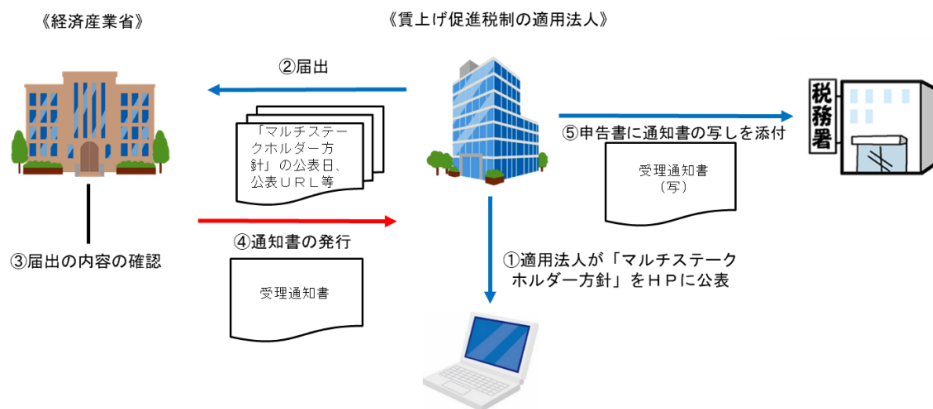 《経済産業省》
《賃上げ促進税制の適用法人》
②届出
「マルチステー
クホルダー方
針」の公表日、
公表ＵＲＬ等
税務署
⑤申告書に通知書の写しを添付
受理通知書
（写）
③届出の内容の確認
④通知書の発行
受理通知書
①適用法人が「マルチステーク
ホルダー方針」をＨＰに公表